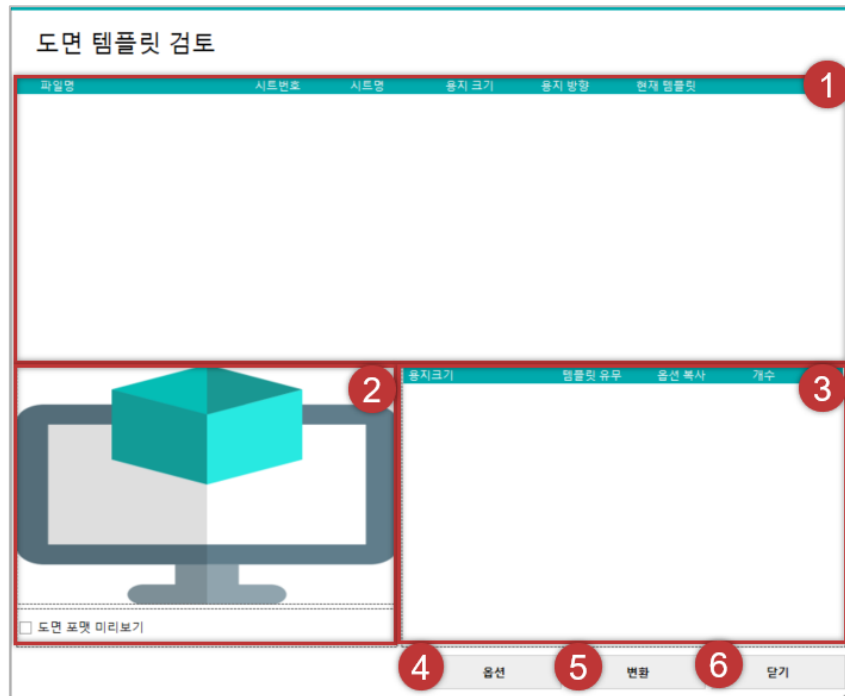 도면 템플릿 검토
파일명 시트번호 시트명 용지 크기 용지 방향 현재 템플릿 1
2 용지크기 템플릿 유무 옵션 복사 개수 3
도면 포맷 미리보기
4 옵션 5 변환 6 닫기